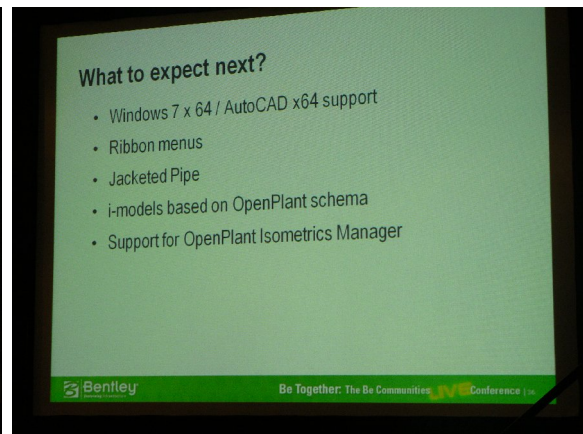 What to expect next?
• Windows 7 x 64 / AutoCAD x64 support
• Ribbon menus
• Jacketed Pipe
• i-models based on OpenPlant schema
• Support for OpenPlant Isometrics Manager
Bentley
Be Together: The Be Communities LIVE Conference |